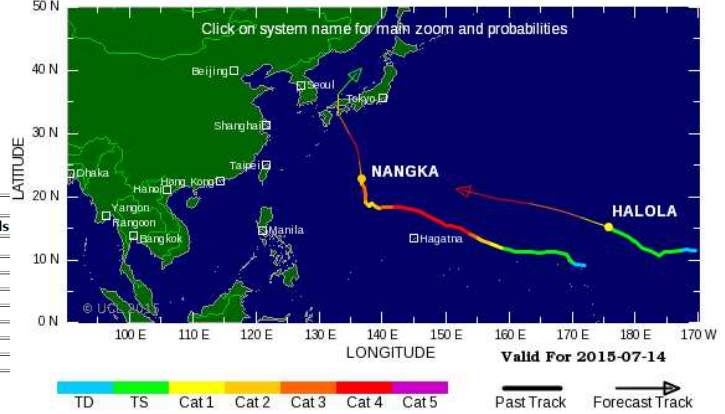 50 N
Click on system name for main zoom and probabilities
40 N
Beijing
Seoul
Tokyo
30 N
Shanghai
LATITUDE
Dhaka
Taipei
NANGKA
Hong Kong
Hanoi
20 N
HALOLA
ls
Yangon
Rangoon
Manila
Hagatna
Bangkok
10 N
© UCL 2015
0 N
100 E 110 E 120 E 130 E 140 E 150 E 160 E 170 E 180 E 170 W
LONGITUDE
Valid For 2015-07-14
TD TS Cat 1 Cat 2 Cat 3 Cat 4 Cat 5 Past Track Forecast Track